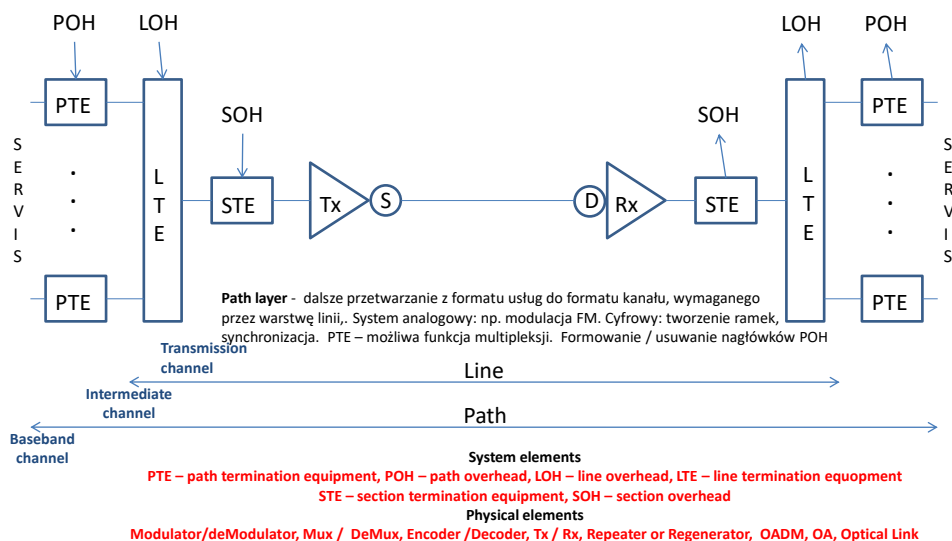 POH
LOH
LOH
POH
PTE
PTE
SOH
SOH
SERVIS
LTE
STE
Tx
S
D
Rx
STE
LTE
SERVIS
PTE
PTE
Path layer - dalsze przetwarzanie z formatu usług do formatu kanału, wymaganego
przez warstwę linii,. System analogowy: np. modulacja FM. Cyfrowy: tworzenie ramek,
synchronizacja. PTE – możliwa funkcja multipleksji. Formowanie / usuwanie nagłówków POH
Transmission
channel
Line
Intermediate
channel
Path
Baseband
channel
System elements
PTE – path termination equipment, POH – path overhead, LOH – line overhead, LTE – line termination equopment
STE – section termination equipment, SOH – section overhead
Physical elements
Modulator/deModulator, Mux / DeMux, Encoder /Decoder, Tx / Rx, Repeater or Regenerator, OADM, OA, Optical Link